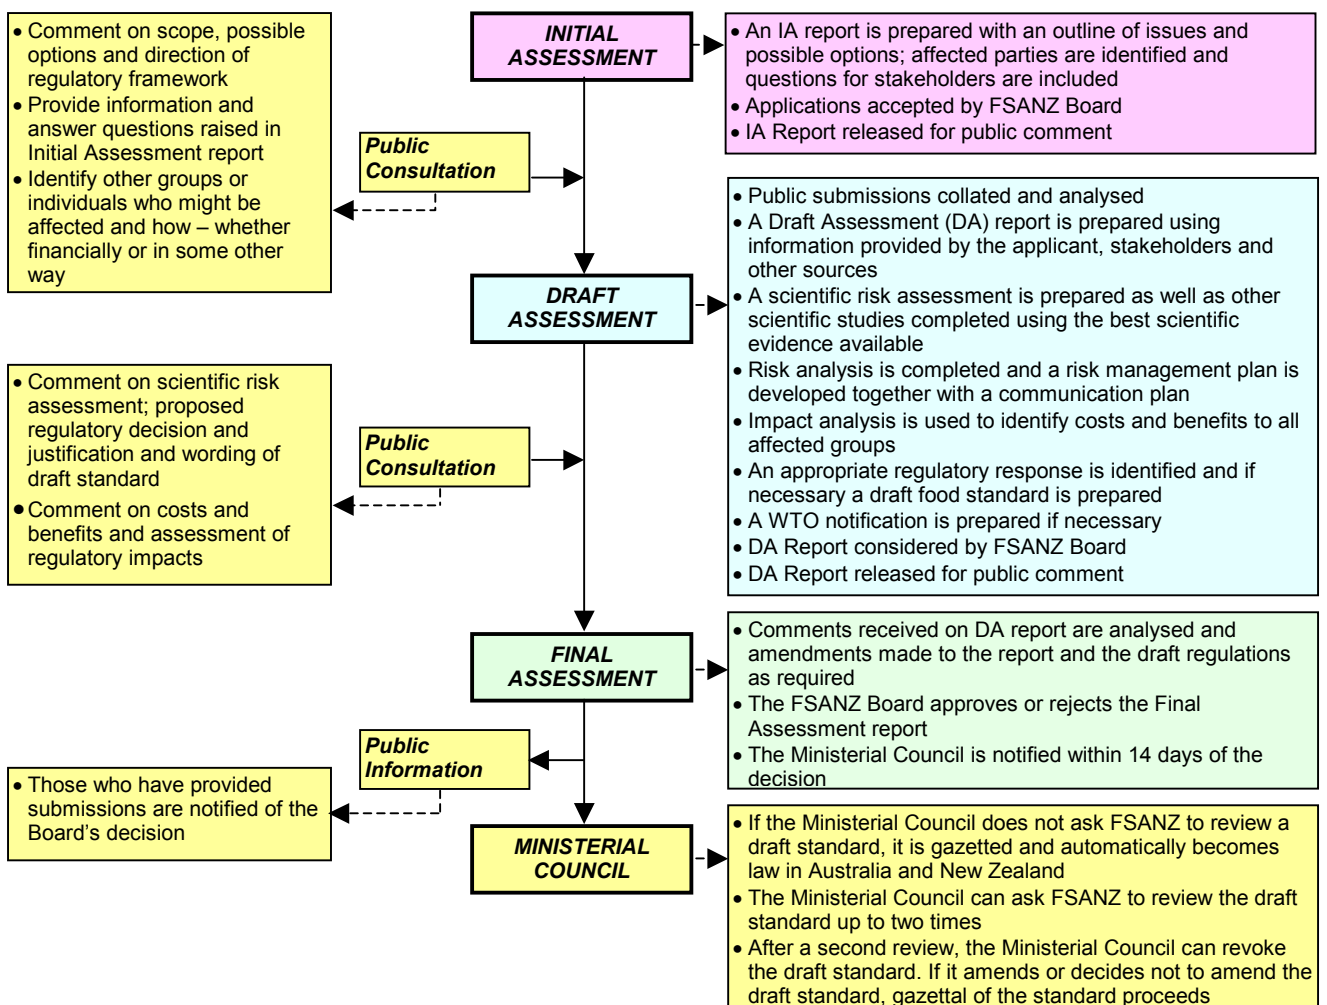 • Comment on scope, possible
options and direction of
regulatory framework
• Provide information and
answer questions raised in
Initial Assessment report
• Identify other groups or
individuals who might be
affected and how – whether
financially or in some other
way
INITIAL
ASSESSMENT
• An IA report is prepared with an outline of issues and
possible options; affected parties are identified and
questions for stakeholders are included
• Applications accepted by FSANZ Board
• IA Report released for public comment
Public
Consultation
DRAFT
ASSESSMENT
• Public submissions collated and analysed
• A Draft Assessment (DA) report is prepared using
information provided by the applicant, stakeholders and
other sources
• A scientific risk assessment is prepared as well as other
scientific studies completed using the best scientific
evidence available
• Risk analysis is completed and a risk management plan is
developed together with a communication plan
• Impact analysis is used to identify costs and benefits to all
affected groups
• An appropriate regulatory response is identified and if
necessary a draft food standard is prepared
• A WTO notification is prepared if necessary
• DA Report considered by FSANZ Board
• DA Report released for public comment
• Comment on scientific risk
assessment; proposed
regulatory decision and
justification and wording of
draft standard
• Comment on costs and
benefits and assessment of
regulatory impacts
Public
Consultation
FINAL
ASSESSMENT
• Comments received on DA report are analysed and
amendments made to the report and the draft regulations
as required
• The FSANZ Board approves or rejects the Final
Assessment report
• The Ministerial Council is notified within 14 days of the
decision
Public
Information
• Those who have provided
submissions are notified of the
Board's decision
MINISTERIAL
COUNCIL
• If the Ministerial Council does not ask FSANZ to review a
draft standard, it is gazetted and automatically becomes
law in Australia and New Zealand
• The Ministerial Council can ask FSANZ to review the draft
standard up to two times
• After a second review, the Ministerial Council can revoke
the draft standard. If it amends or decides not to amend the
draft standard, gazettal of the standard proceeds